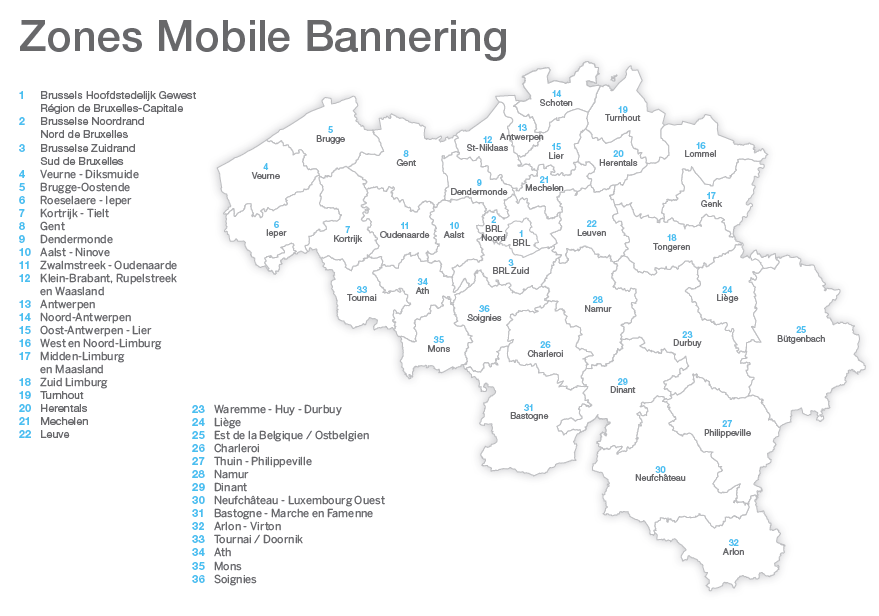 Zones Mobile Bannering
1 Brussels Hoofdstedelijk Gewest
Région de Bruxelles-Capitale
2 Brusselse Noordrand
Nord de Bruxelles
3 Brusselse Zuidrand
Sud de Bruxelles
4 Veurne - Diksmuide
5 Brugge-Oostende
6 Roeselaere - Ieper
7 Kortrijk - Tielt
8 Gent
9 Dendermonde
10 Aalst - Ninove
11 Zwalmstreek - Oudenaarde
12 Klein-Brabant, Rupelstreek
en Waasland
13 Antwerpen
14 Noord-Antwerpen
15 Oost-Antwerpen - Lier
16 West en Noord-Limburg
17 Midden-Limburg
en Maasland
18 Zuid Limburg
19 Turnhout
20 Herentals
21 Mechelen
22 Leuve
23 Waremme - Huy - Durbuy
24 Liège
25 Est de la Belgique / Ostbelgien
26 Charleroi
27 Thuin - Philippeville
28 Namur
29 Dinant
30 Neufchâteau - Luxembourg Ouest
31 Bastogne - Marche en Famenne
32 Arlon - Virton
33 Tournai / Doornik
34 Ath
35 Mons
36 Soignies
14
Schoten
19
Turnhout
5
Brugge
13
Antwerpen
12
St-Niklaas
15
Lier
16
Lommel
8
Gent
20
Herentals
4
Veurne
9
Dendermonde
21
Mechelen
17
Genk
6
Ieper
7
Kortrijk
11
Oudenaarde
10
Aalst
2
BRL
Noord
1
BRL
22
Leuven
18
Tongeren
3
BRL Zuid
33
Tournai
34
Ath
24
Liège
36
Soignies
28
Namur
25
Bütgenbach
35
Mons
26
Charleroi
23
Durbuy
29
Dinant
31
Bastogne
27
Philippeville
30
Neufchâteau
32
Arlon